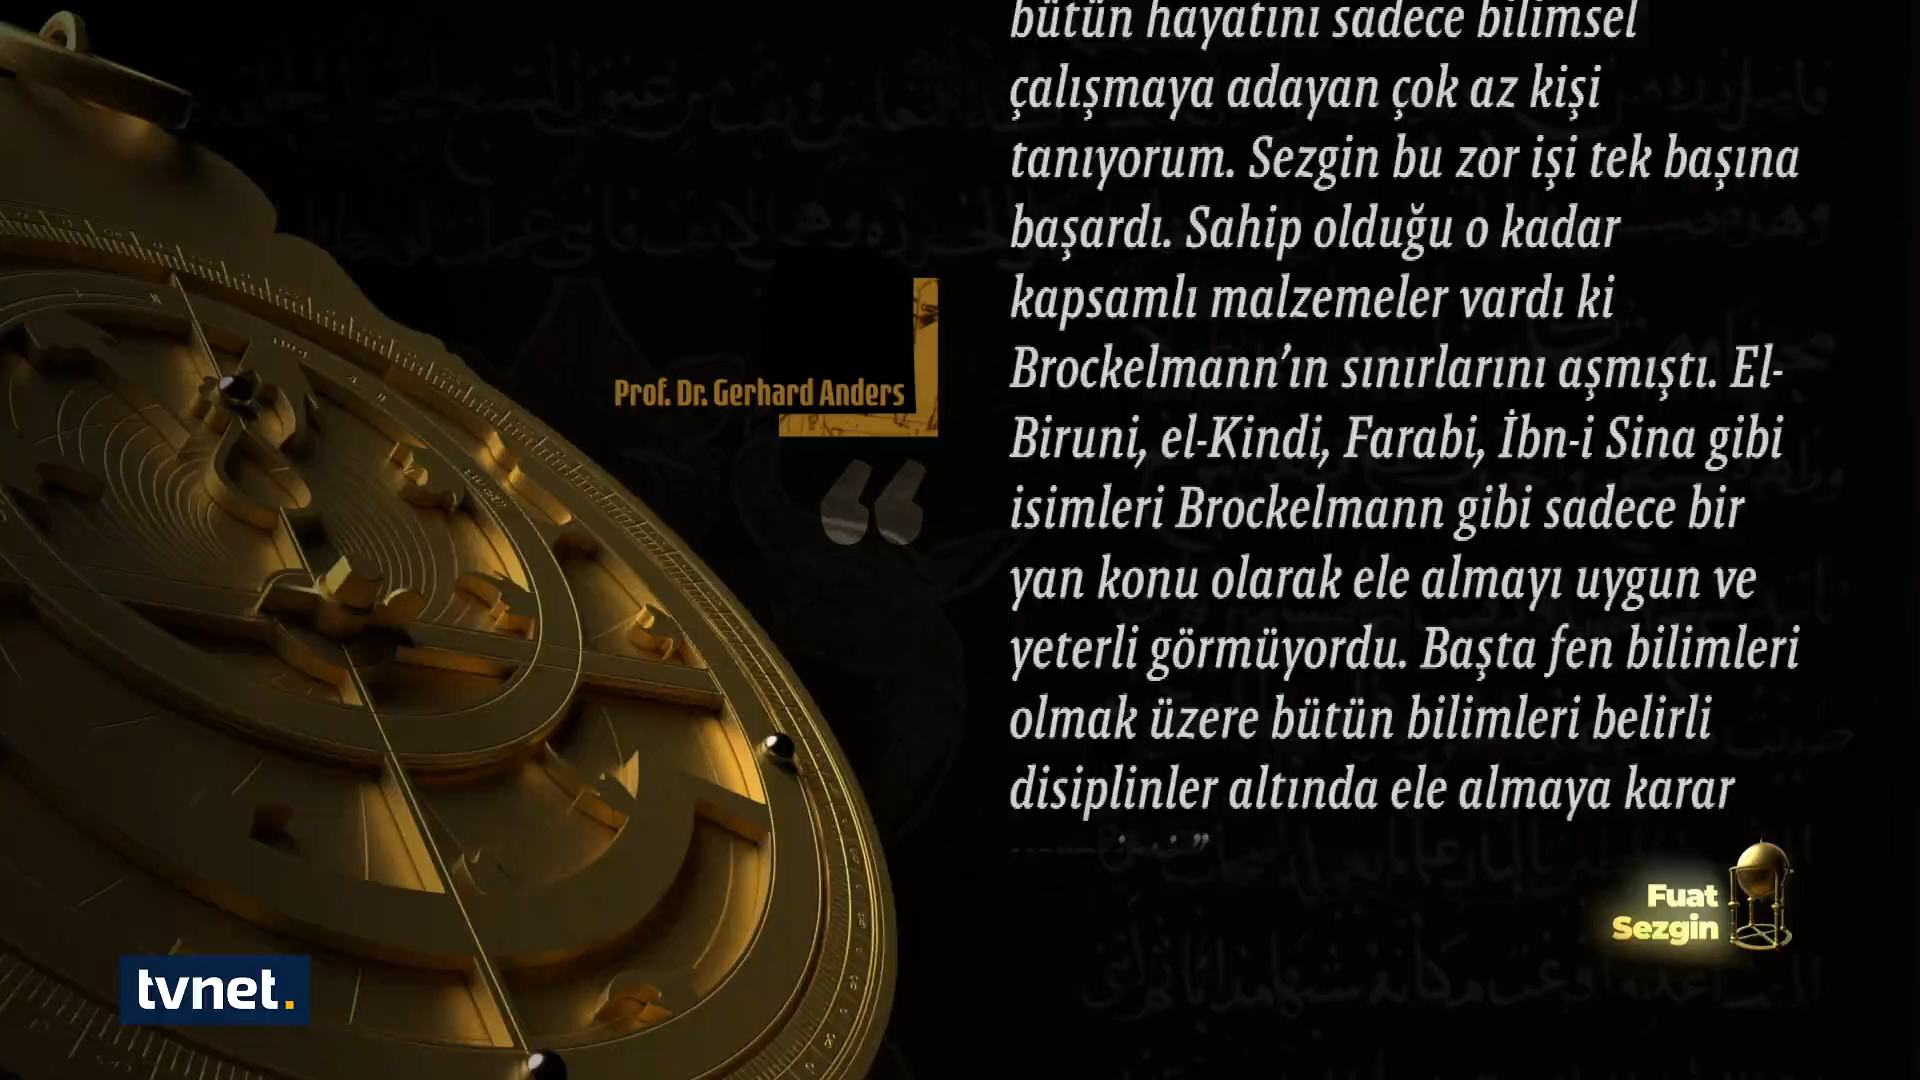 bütün hayatını sadece bilimsel
çalışmaya adayan çok az kişi
tanıyorum. Sezgin bu zor işi tek başına
başardı. Sahip olduğu o kadar
kapsamlı malzemeler vardı ki
Brockelmann’ın sınırlarını aşmıştı. El-
Biruni, el-Kindi, Farabi, İbn-i Sina gibi
isimleri Brockelmann gibi sadece bir
yan konu olarak ele almayı uygun ve
yeterli görmüyordu. Başta fen bilimleri
olmak üzere bütün bilimleri belirli
disiplinler altında ele almaya karar
Prof. Dr. Gerhard Anders
“
Fuat
Sezgin
tvnet.